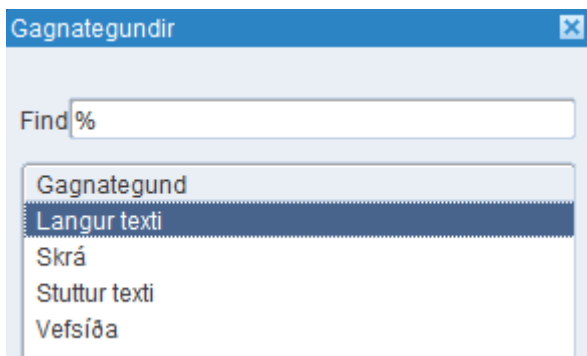 Gagnategundir
Find %
Gagnategund
Langur texti
Skrá
Stuttur texti
Vefsíða